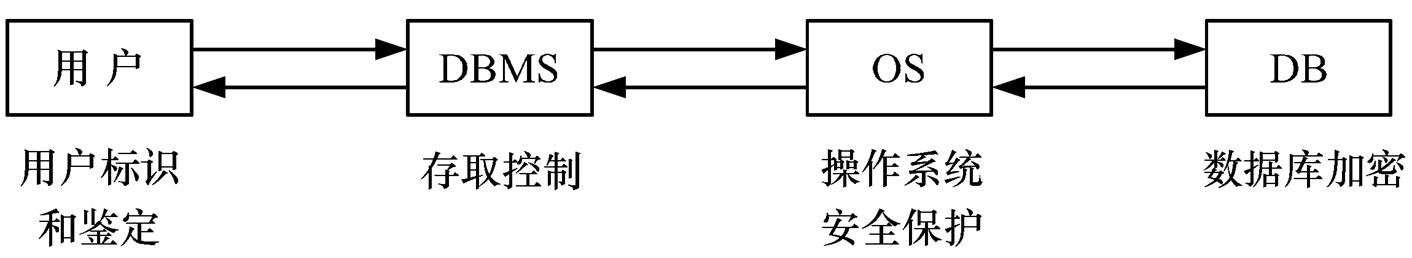 用户
DBMS
OS
DB
用户标识
和鉴定
存取控制
操作系统
安全保护
数据库加密